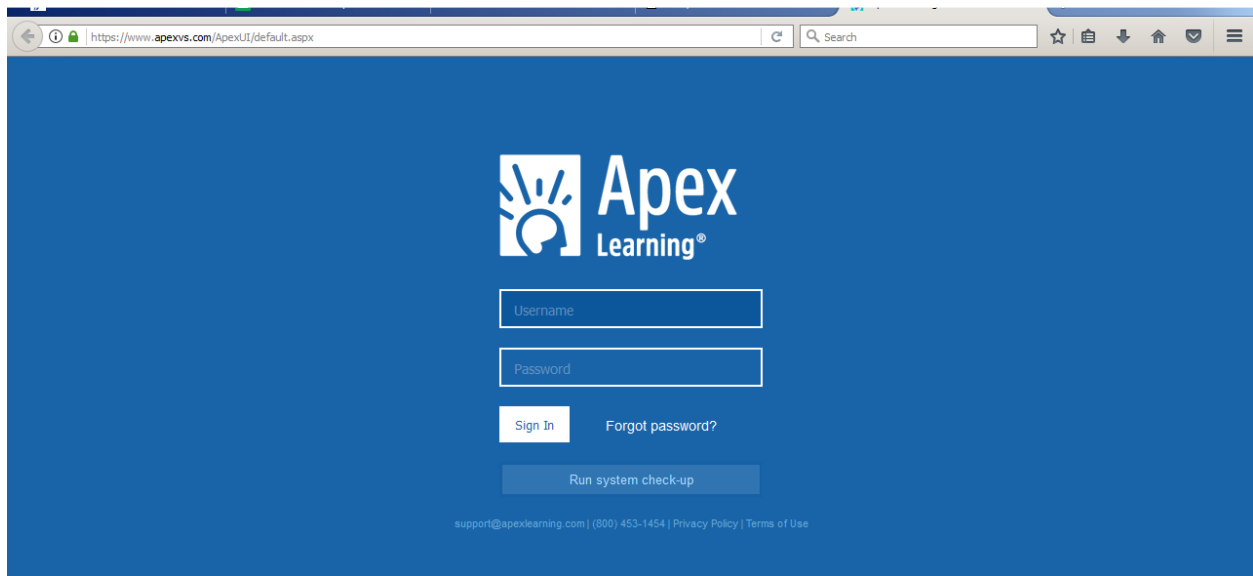 https://www.apexvs.com/ApexUI/default.aspx
Search
Apex
Learning®
Username
Password
Sign In Forgot password?
Run system check-up
support@apexlearning.com | (800) 453-1454 | Privacy Policy | Terms of Use